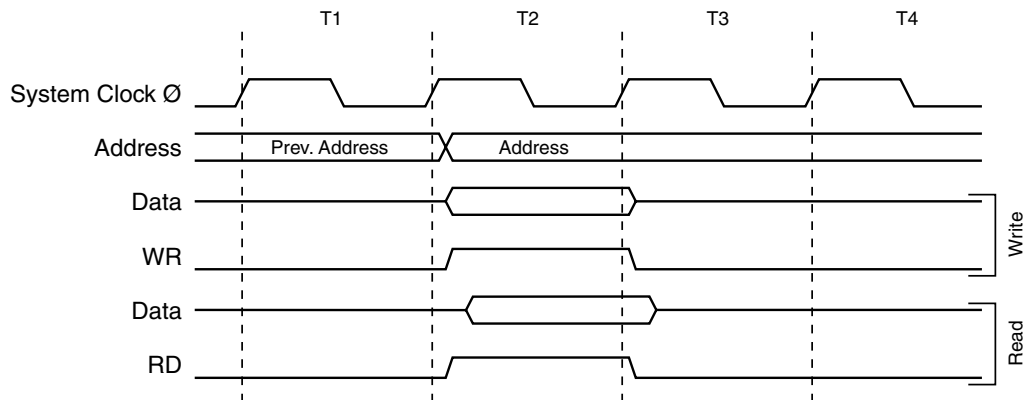 T1 T2 T3 T4
System Clock Ø
Address Prev. Address Address
Data
WR
Write
Data
RD
Read